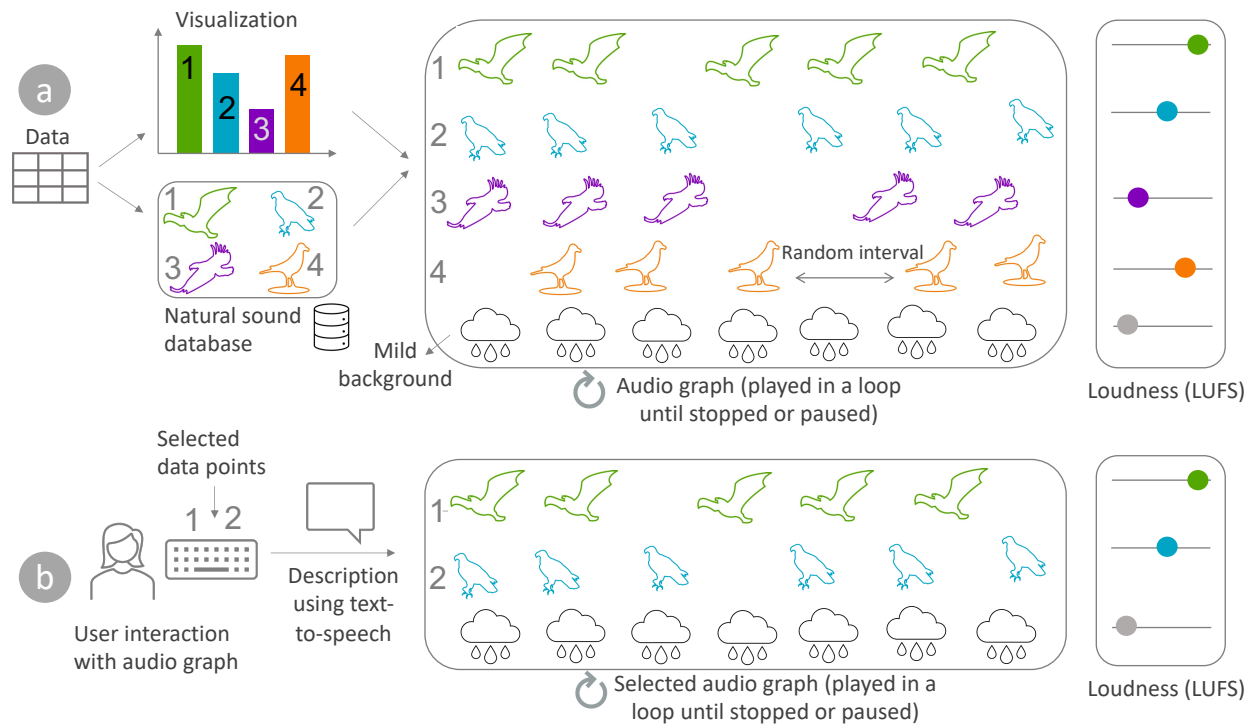 Visualization
a
Data
1
2
3
4
1
2
3
4
Natural sound
database
1
2
3
4
Random interval
Mild
background
Audio graph (played in a loop
until stopped or paused)
Loudness (LUFS)
b
Selected
data points
1 2
User interaction
with audio graph
Description
using text-
to-speech
1
2
Selected audio graph (played in a
loop until stopped or paused)
Loudness (LUFS)